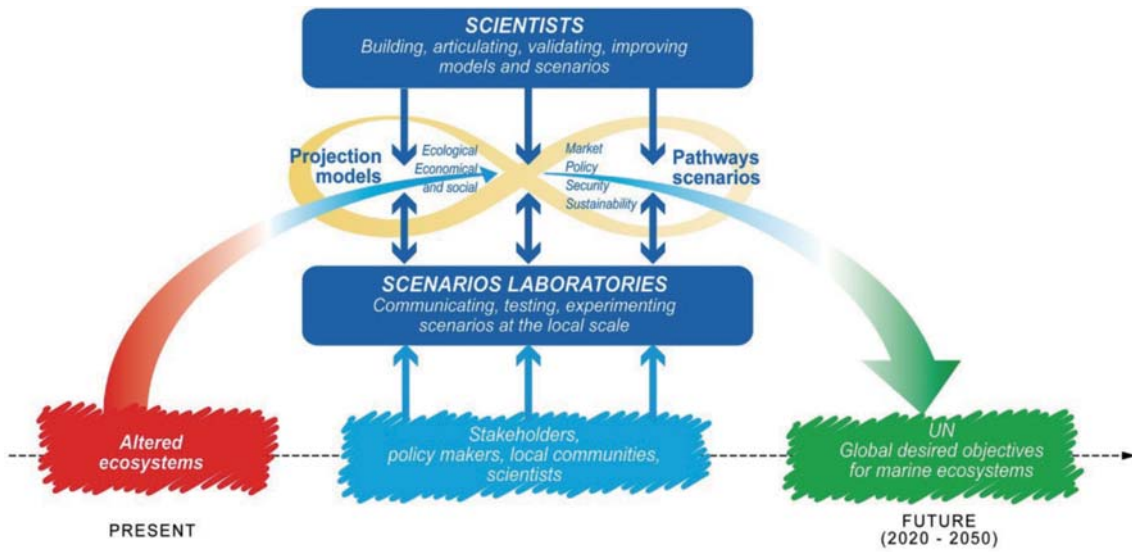 SCIENTISTS
Building, articulating, validating, improving
models and scenarios
Projection
models
Ecological
Economical
and social
Market
Policy
Security
Sustainability
Pathways
scenarios
SCENARIOS LABORATORIES
Communicating, testing, experimenting
scenarios at the local scale
Altered
ecosystems
Stakeholders,
policy makers, local communities,
scientists
UN
Global desired objectives
for marine ecosystems
PRESENT
FUTURE
(2020 - 2050)